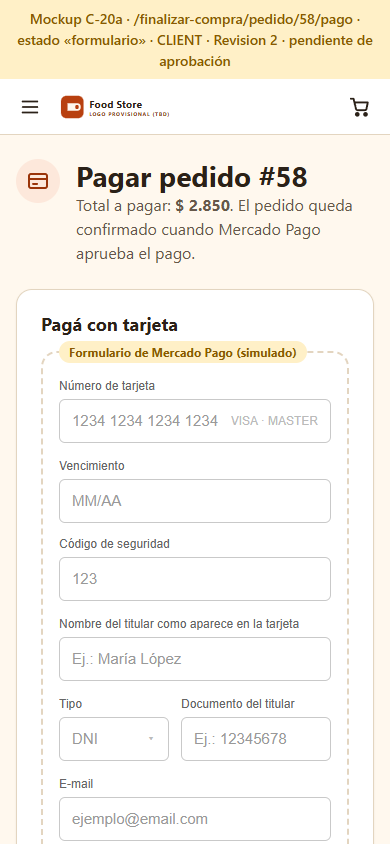 Mockup C-20a · /finalizar-compra/pedido/58/pago ·
estado «formulario» · CLIENT · Revision 2 · pendiente de
aprobación
Food Store
LOGO PROVISIONAL (TBD)
Pagar pedido #58
Total a pagar: $ 2.850. El pedido queda
confirmado cuando Mercado Pago
aprueba el pago.
Pagá con tarjeta
Formulario de Mercado Pago (simulado)
Número de tarjeta
1234 1234 1234 1234 VISA · MASTER
Vencimiento
MM/AA
Código de seguridad
123
Nombre del titular como aparece en la tarjeta
Ej.: María López
Tipo Documento del titular
DNI Ej.: 12345678
E-mail
ejemplo@email.com